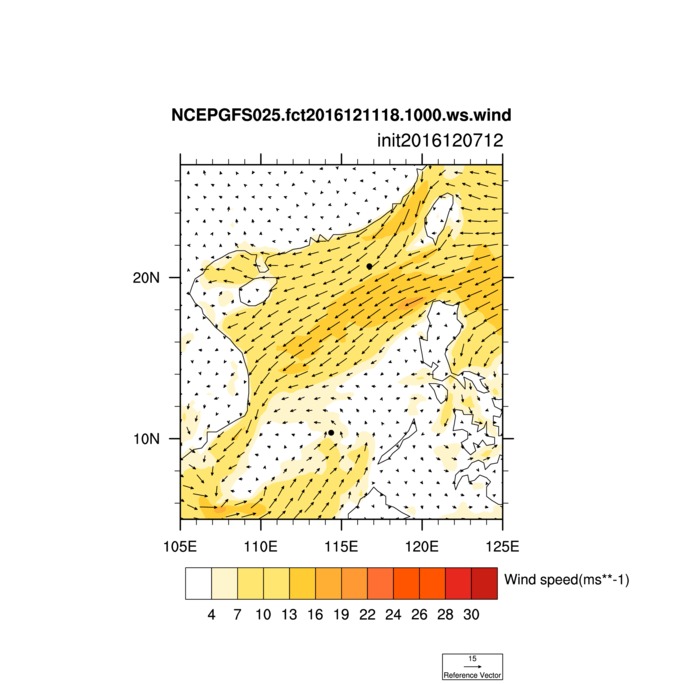 NCEPGFS025.fct2016121118.1000.ws.wind
init2016120712
20N
10N
105E 110E 115E 120E 125E
Wind speed(ms**-1)
4 7 10 13 16 19 22 24 26 28 30
15
Reference Vector